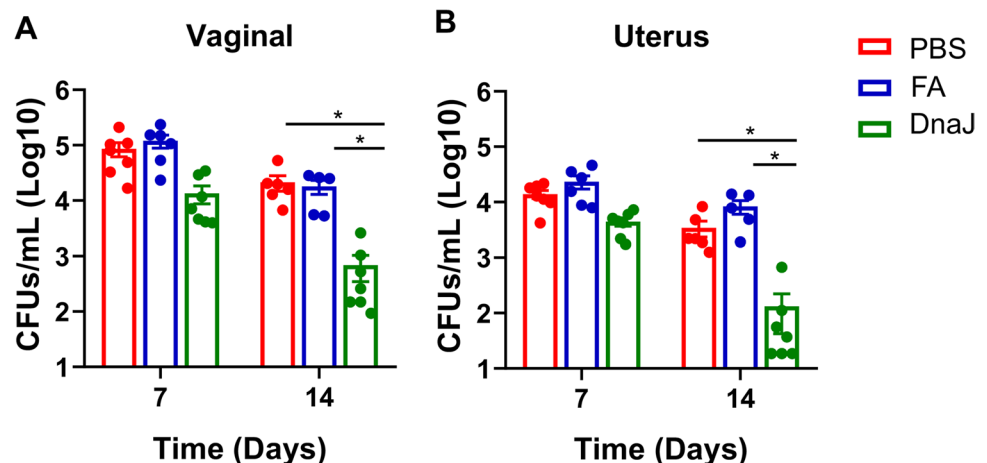 A
Vaginal
CFUs/mL (Log10)
6
5
4
3
2
1
*
*
7
14
Time (Days)
B
Uterus
CFUs/mL (Log10)
6
5
4
3
2
1
*
*
7
14
Time (Days)
PBS
FA
DnaJ